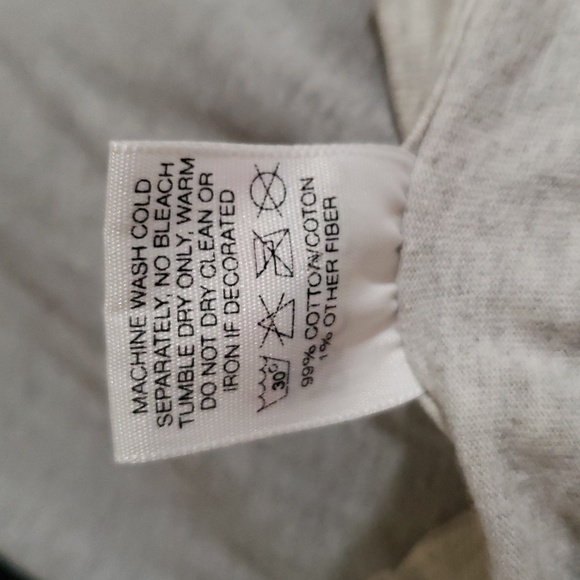 MACHINE WASH COLD
SEPARATELY, NO BLEACH
TUMBLE DRY ONLY, WARM
DO NOT DRY CLEAN OR
IRON IF DECORATED
30°
99% COTTON/COTON
1% OTHER FIBER